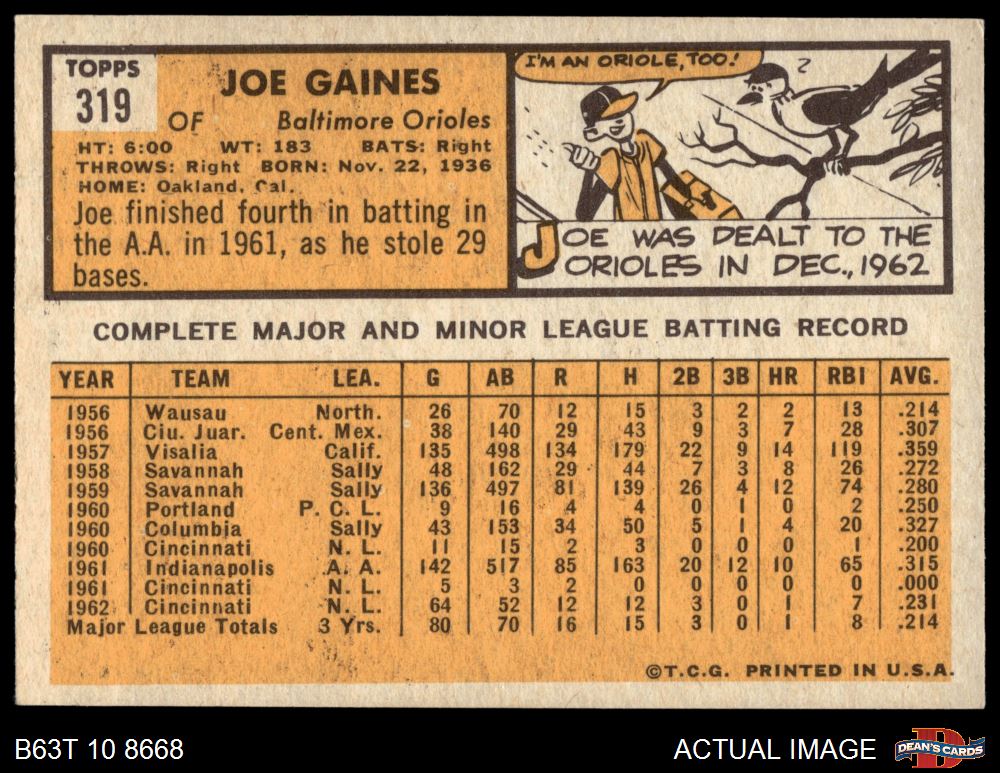 TOPPS
319
JOE GAINES
OF Baltimore Orioles
HT: 6:00 WT: 183 BATS: Right
THROWS: Right BORN: Nov. 22, 1936
HOME: Oakland, Cal.
Joe finished fourth in batting in
the A.A. in 1961, as he stole 29
bases.
I'M AN ORIOLE, TOO!
?
JOE WAS DEALT TO THE
ORIOLES IN DEC., 1962
COMPLETE MAJOR AND MINOR LEAGUE BATTING RECORD
YEAR TEAM LEA. G AB R H 2B 3B HR RBI AVG.
1956 Wausau North. 26 70 12 15 3 2 2 13 .214
1956 Ciu. Juar. Cent. Mex. 38 140 29 43 9 3 7 28 .307
1957 Visalia Calif. 135 498 134 179 22 9 14 119 .359
1958 Savannah Sally 48 162 29 44 7 3 8 26 .272
1959 Savannah Sally 136 497 81 139 26 4 12 74 .280
1960 Portland P. C. L. 9 16 4 4 0 1 0 2 .250
1960 Columbia Sally 43 153 34 50 5 1 4 20 .327
1960 Cincinnati N. L. 11 15 2 3 0 0 0 1 .200
1961 Indianapolis A. A. 142 517 85 163 20 12 10 65 .315
1961 Cincinnati N. L. 5 3 2 0 0 0 0 0 .000
1962 Cincinnati N. L. 64 52 12 12 3 0 1 7 .231
Major League Totals 3 Yrs. 80 70 16 15 3 0 1 8 .214
©T.C.G. PRINTED IN U.S.A.
B63T 10 8668 ACTUAL IMAGE
D
DEAN'S CARDS